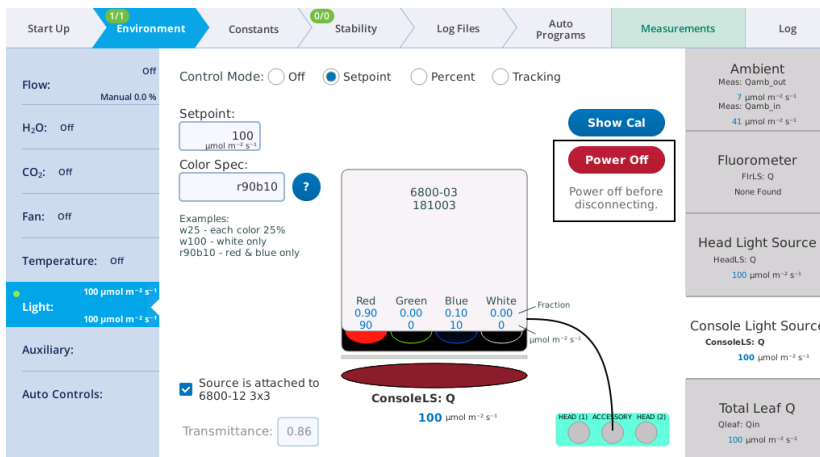 Start Up
1/1
Environment
Constants
0/0
Stability
Log Files
Auto
Programs
Measurements
Log
Flow:
Off
Manual 0.0 %
H₂O: Off
CO₂: Off
Fan: Off
Temperature: Off
100 µmol m⁻² s⁻¹
Light:
100 µmol m⁻² s⁻¹
Auxiliary:
Auto Controls:
Control Mode: Off Setpoint Percent Tracking
Setpoint:
100
µmol m⁻² s⁻¹
Color Spec:
r90b10 ?
Examples:
w25 - each color 25%
w100 - white only
r90b10 - red & blue only
Show Cal
Power Off
Power off before
disconnecting.
6800-03
181003
Red Green Blue White
0.90 0.00 0.10 0.00
90 0 10 0
Fraction
µmol m⁻² s⁻¹
Source is attached to
6800-12 3x3
Transmittance: 0.86
ConsoleLS: Q
100 µmol m⁻² s⁻¹
HEAD (1) ACCESSORY HEAD (2)
Ambient
Meas: Qamb_out
7 µmol m⁻² s⁻¹
Meas: Qamb_in
41 µmol m⁻² s⁻¹
Fluorometer
FlrLS: Q
None Found
Head Light Source
HeadLS: Q
100 µmol m⁻² s⁻¹
Console Light Source
ConsoleLS: Q
100 µmol m⁻² s⁻¹
Total Leaf Q
Qleaf: Qin
100 µmol m⁻² s⁻¹